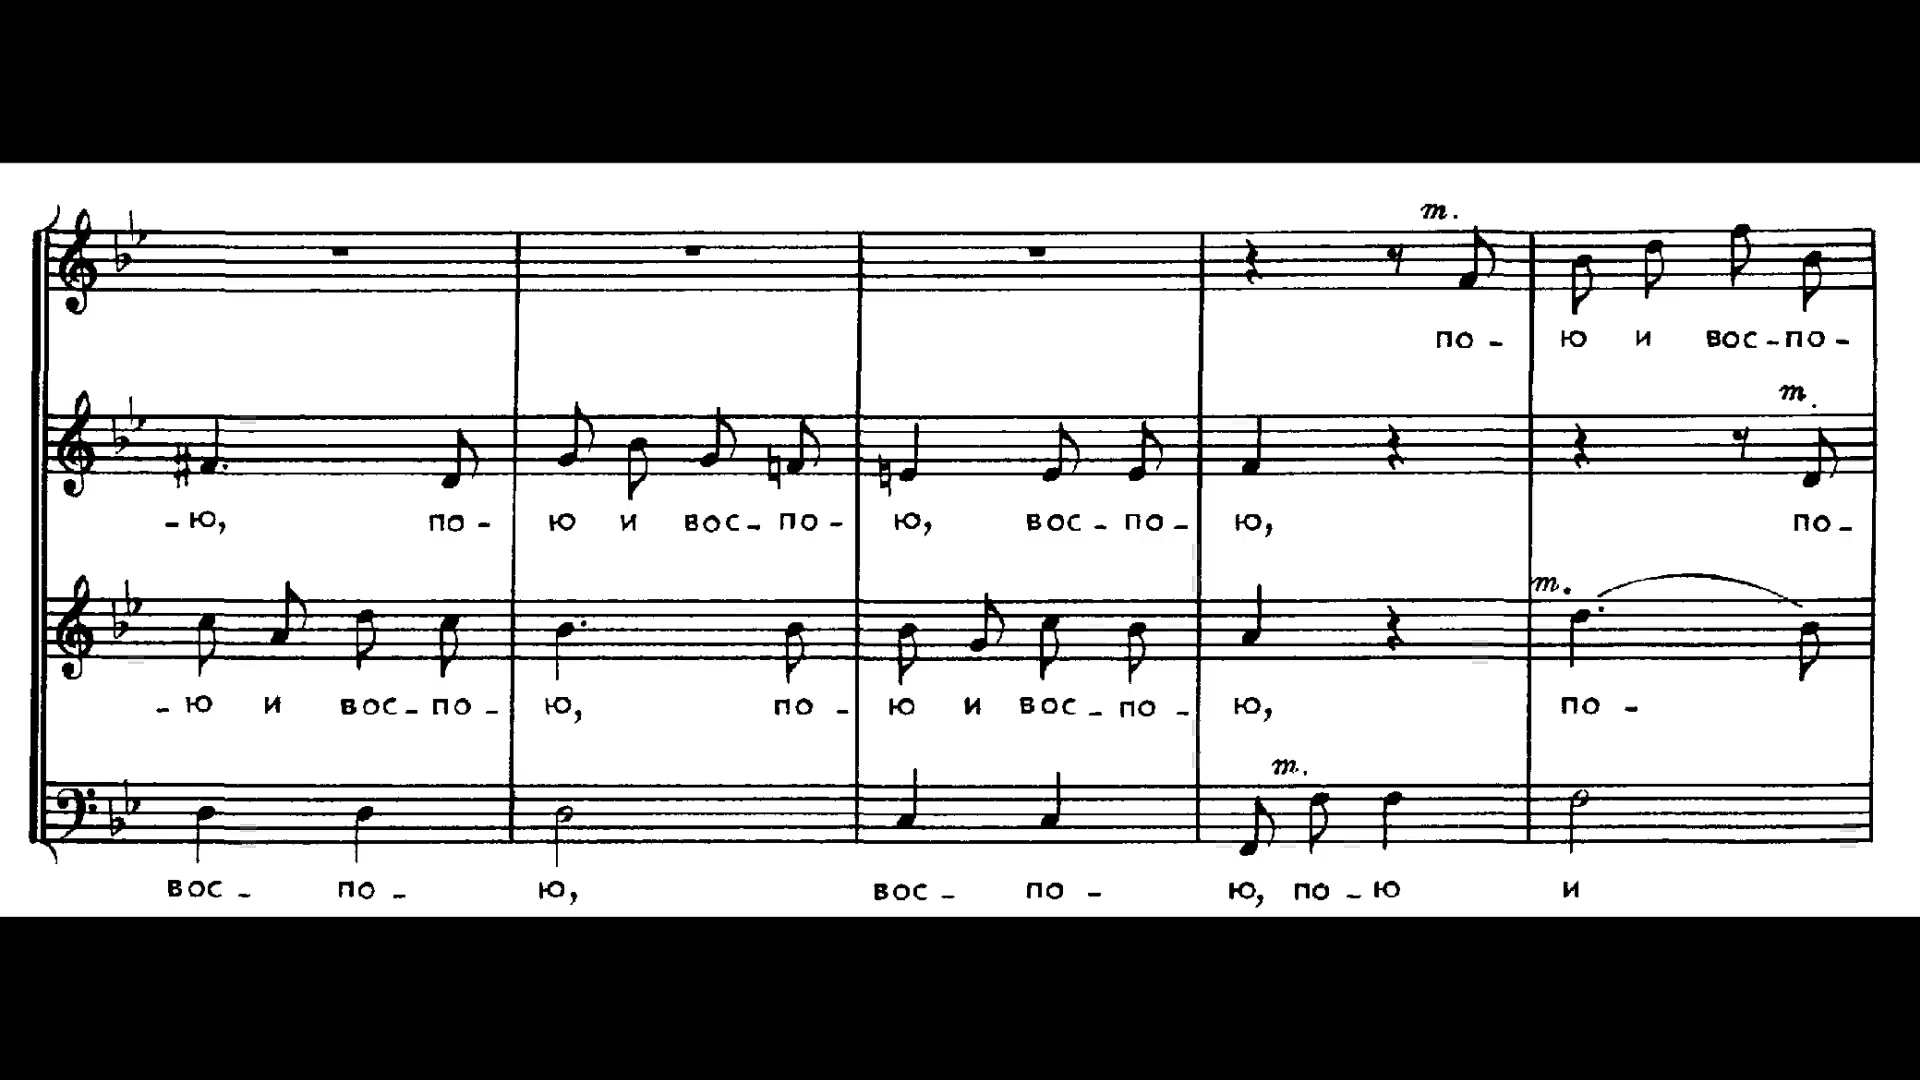 m.
по - ю и вос - по -
m.
- ю, по - ю и вос - по - ю, вос - по - ю, по -
m.
- ю и вос - по - ю, по - ю и вос - по - ю, по -
m.
вос - по - ю, вос - по - ю, по - ю и